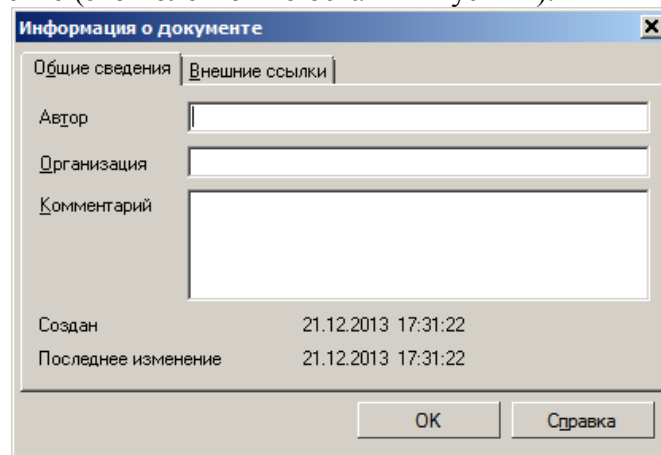 Информация о документе
Общие сведения Внешние ссылки
Автор
Организация
Комментарий
Создан 21.12.2013 17:31:22
Последнее изменение 21.12.2013 17:31:22
OK Справка